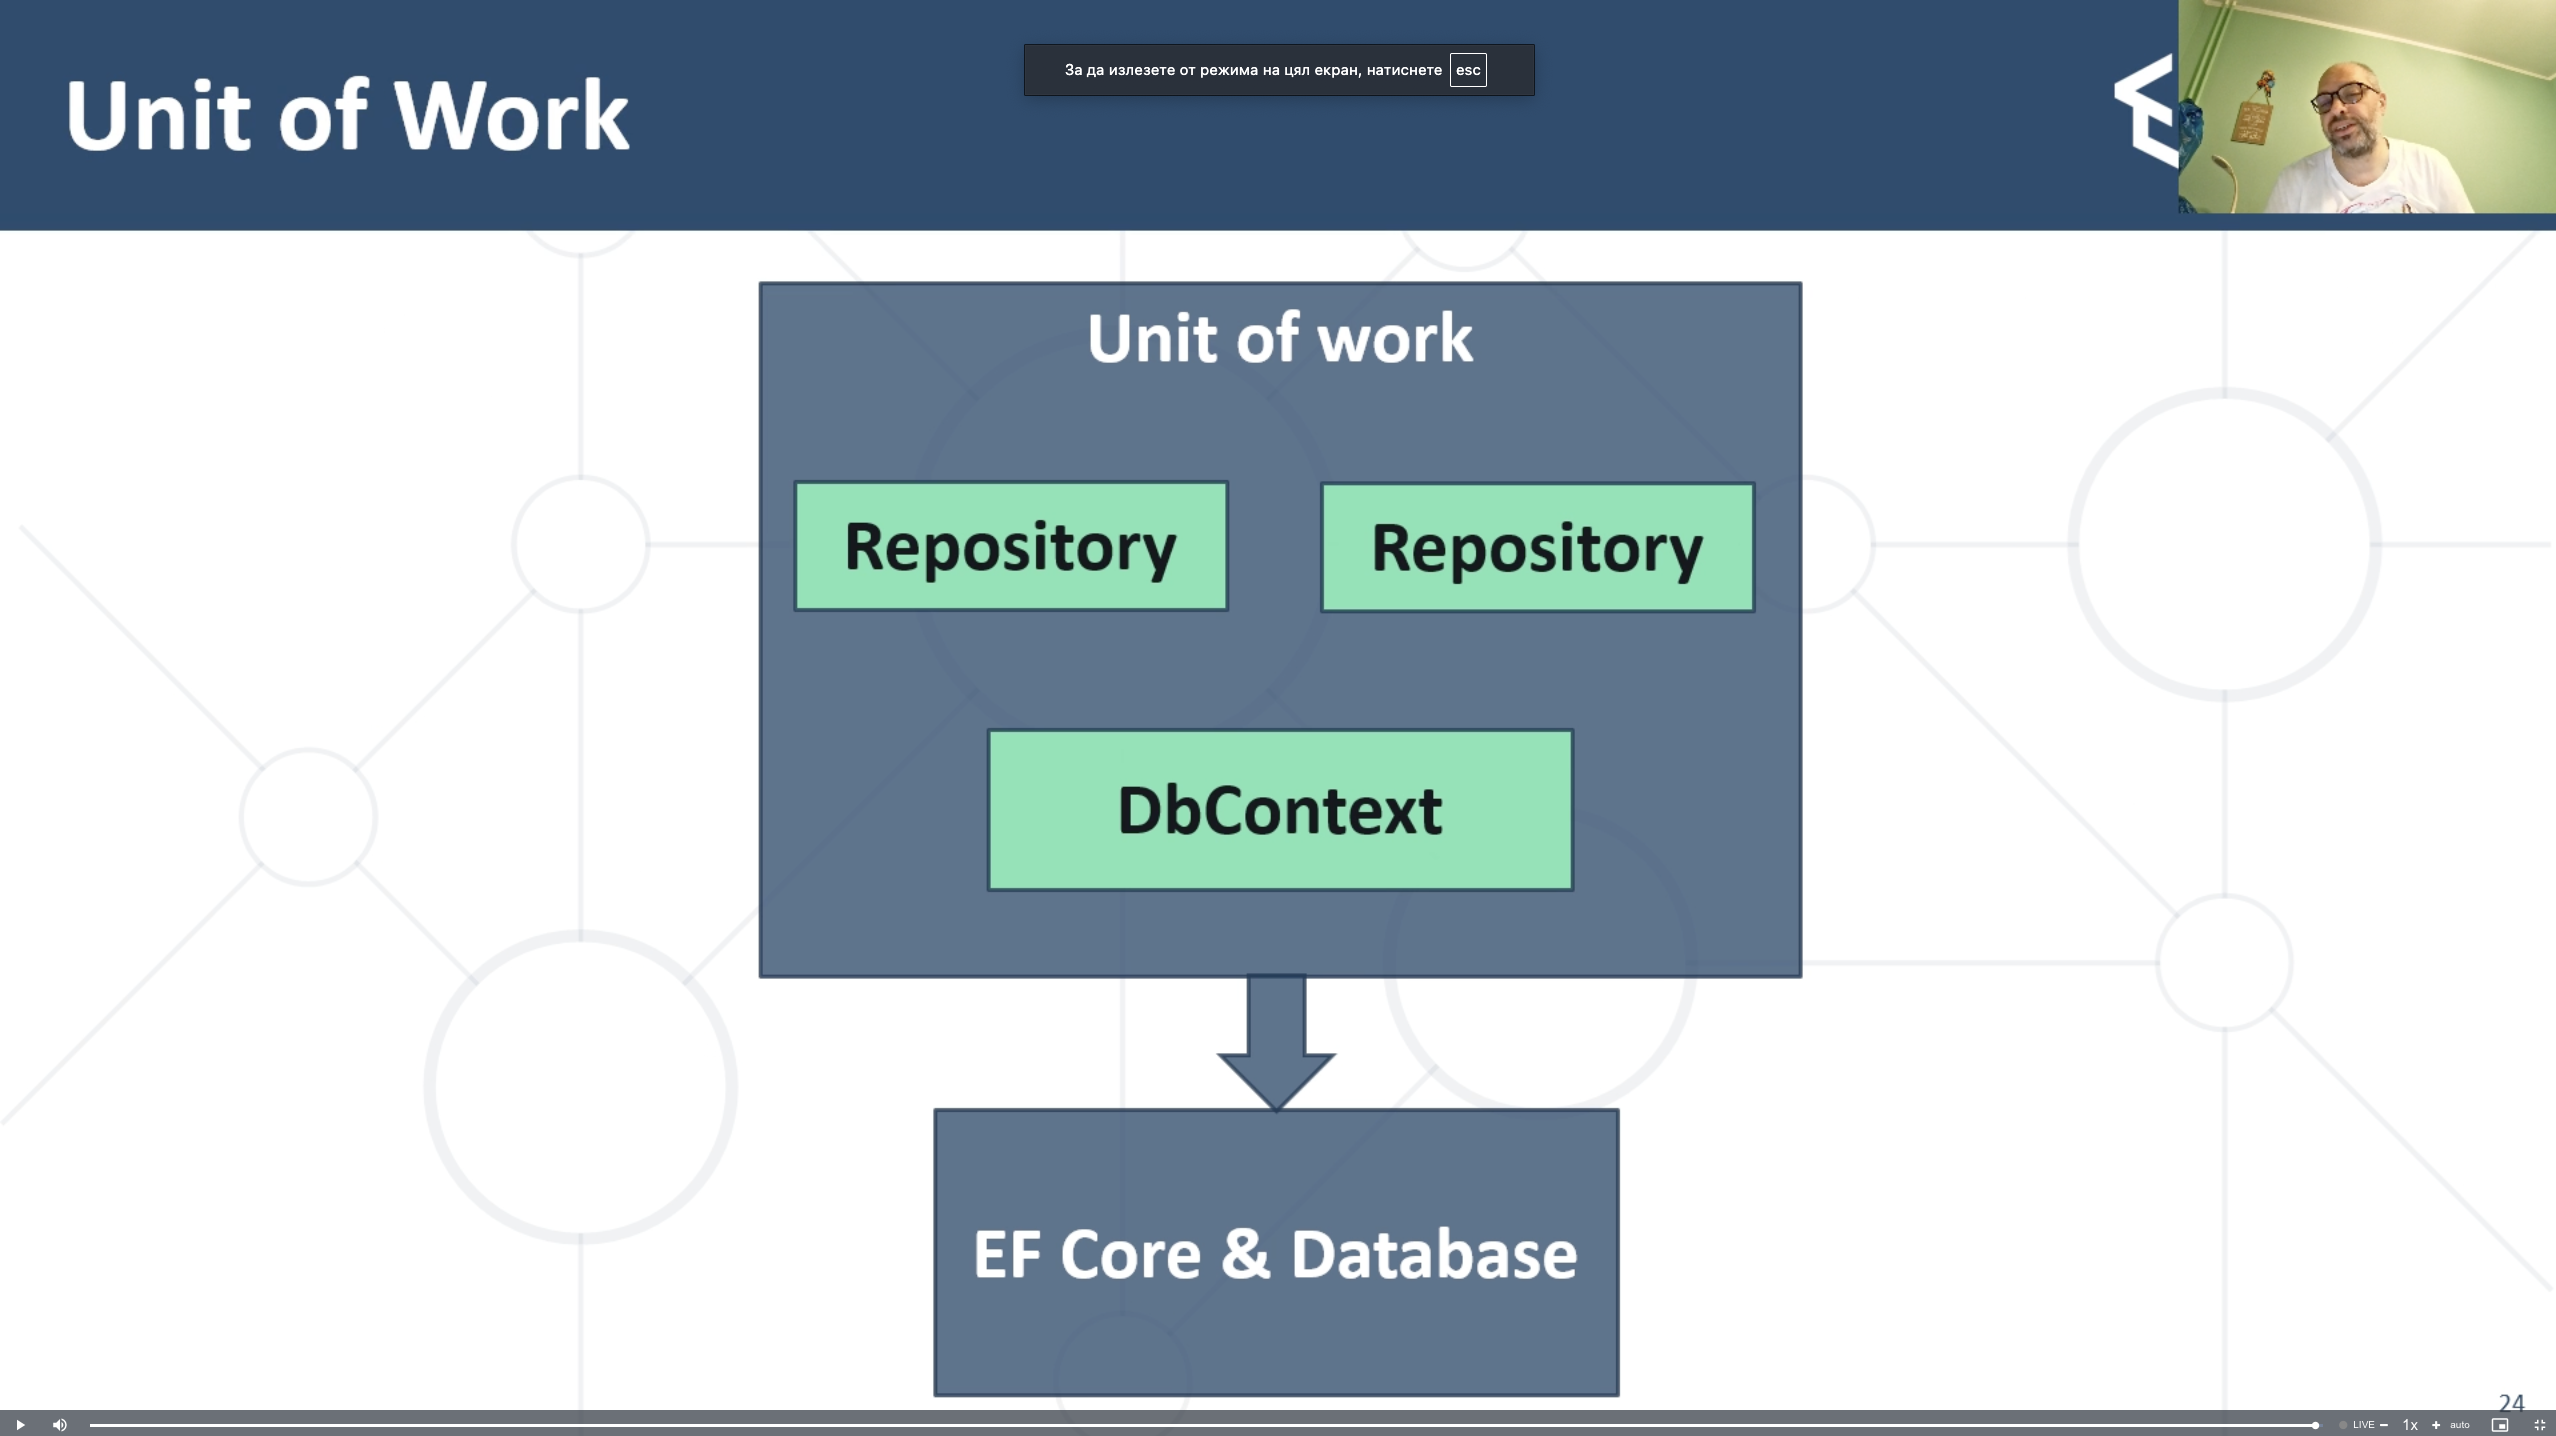 Unit of Work
За да излезете от режима на цял екран, натиснете esc
Unit of work
Repository
Repository
DbContext
EF Core & Database
24
LIVE
1x
auto